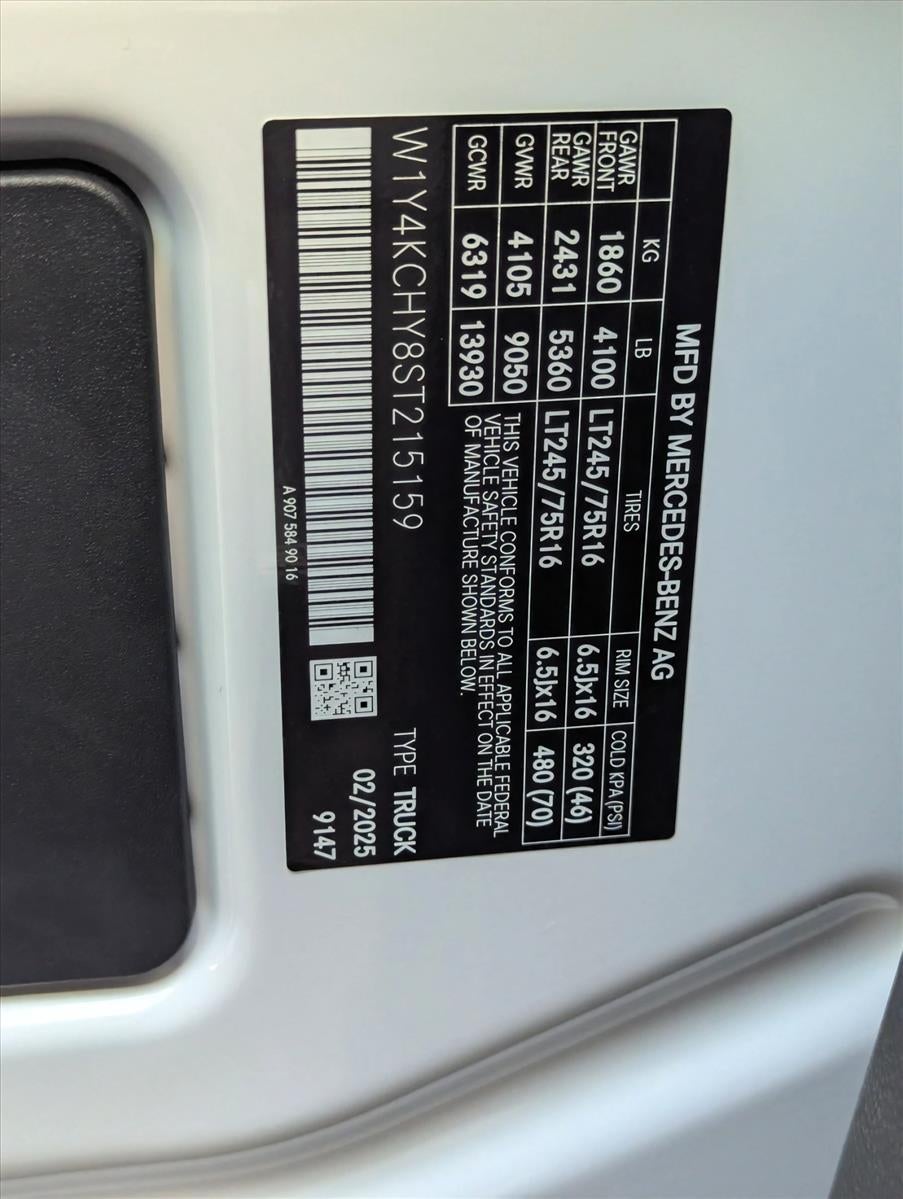 MFD BY MERCEDES-BENZ AG
KG LB TIRES RIM SIZE COLD KPA (PSI)
GAWR FRONT 1860 4100 LT245/75R16 6.5Jx16 320 (46)
GAWR REAR 2431 5360 LT245/75R16 6.5Jx16 480 (70)
GVWR 4105 9050
GCWR 6319 13930
THIS VEHICLE CONFORMS TO ALL APPLICABLE FEDERAL
VEHICLE SAFETY STANDARDS IN EFFECT ON THE DATE
OF MANUFACTURE SHOWN BELOW.
W1Y4KCHY8ST215159 TYPE TRUCK
02/2025
9147
A 907 584 90 16